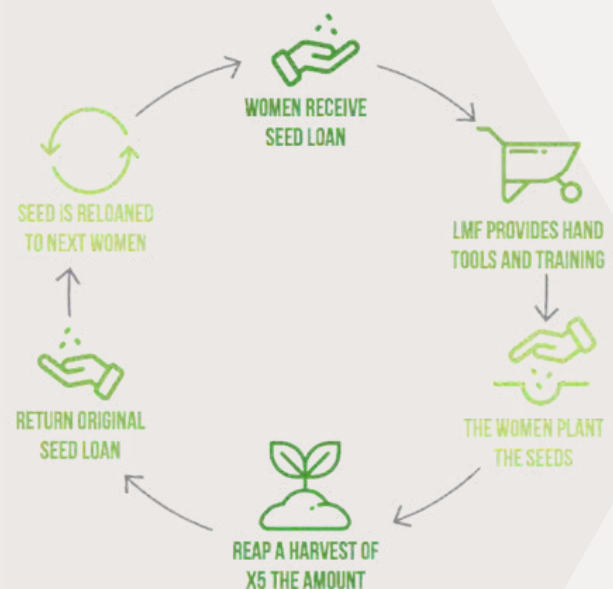 WOMEN RECEIVE
SEED LOAN
LMF PROVIDES HAND
TOOLS AND TRAINING
THE WOMEN PLANT
THE SEEDS
REAP A HARVEST OF
X5 THE AMOUNT
RETURN ORIGINAL
SEED LOAN
SEED IS RELOANED
TO NEXT WOMEN